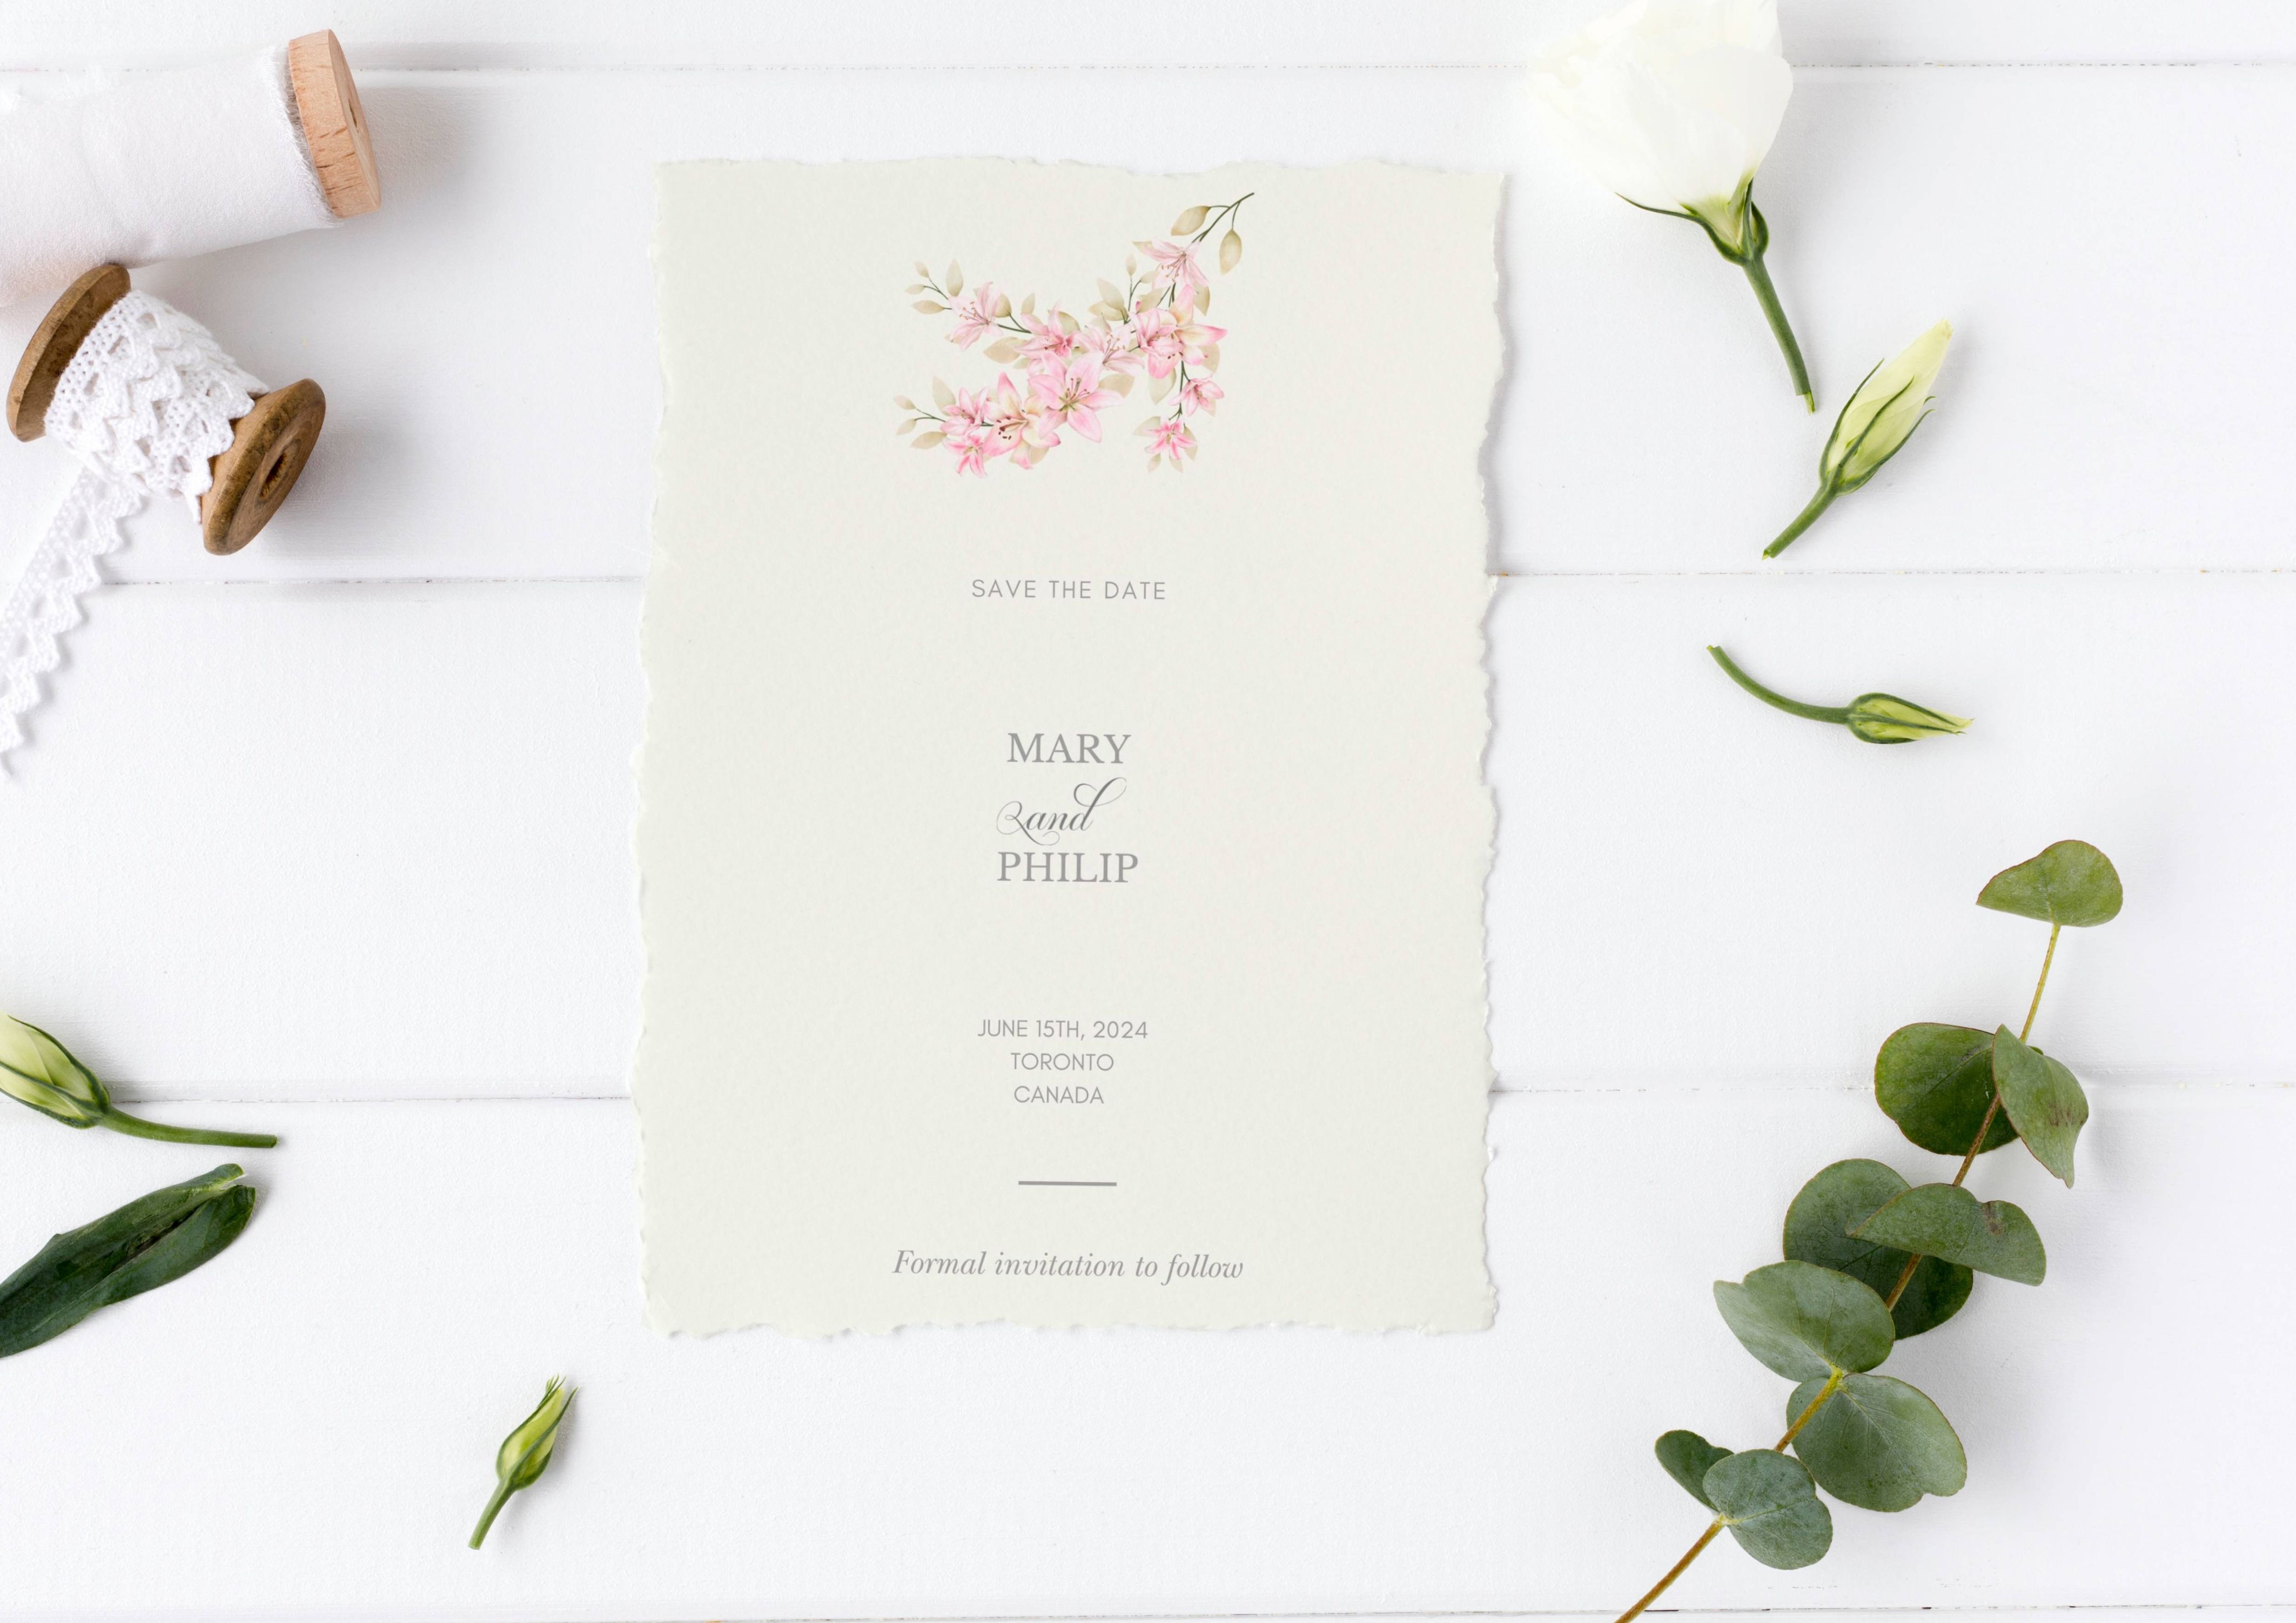 SAVE THE DATE
MARY
and
PHILIP
JUNE 15TH, 2024
TORONTO
CANADA
Formal invitation to follow